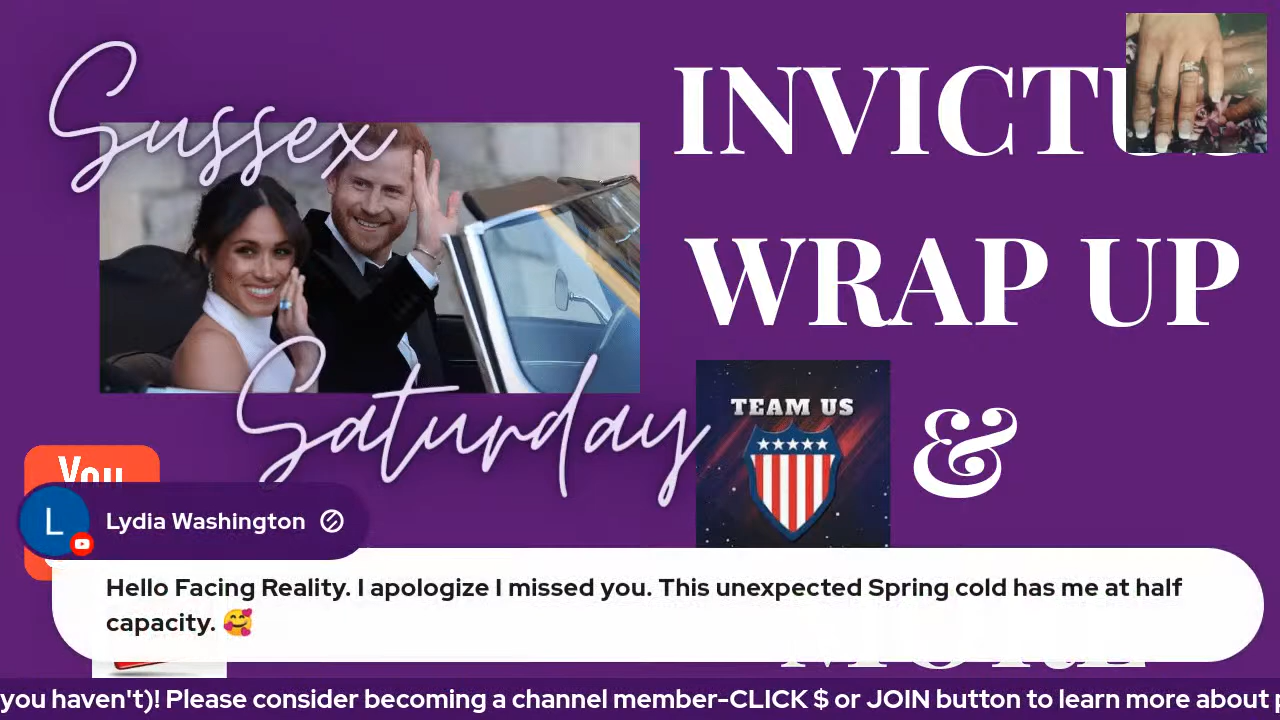 Sussex
INVICTUS
WRAP UP
Saturday
TEAM US
&
You
Lydia Washington
Hello Facing Reality. I apologize I missed you. This unexpected Spring cold has me at half
capacity. 🥰
you haven't)! Please consider becoming a channel member-CLICK $ or JOIN button to learn more about